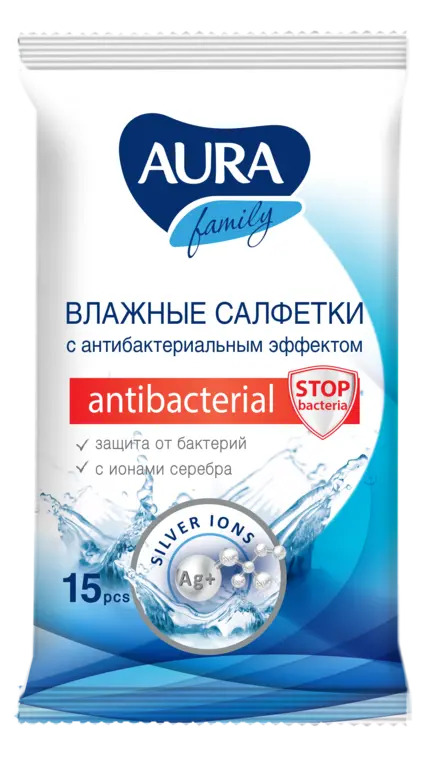 AURA
family
ВЛАЖНЫЕ САЛФЕТКИ
с антибактериальным эффектом
antibacterial
STOP
bacteria
защита от бактерий
с ионами серебра
SILVER IONS
Ag+
15 pcs